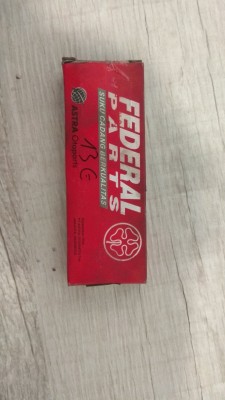 FEDERAL
PARTS
SUKU CADANG BERKUALITAS
13 G
ASTRA Otoparts